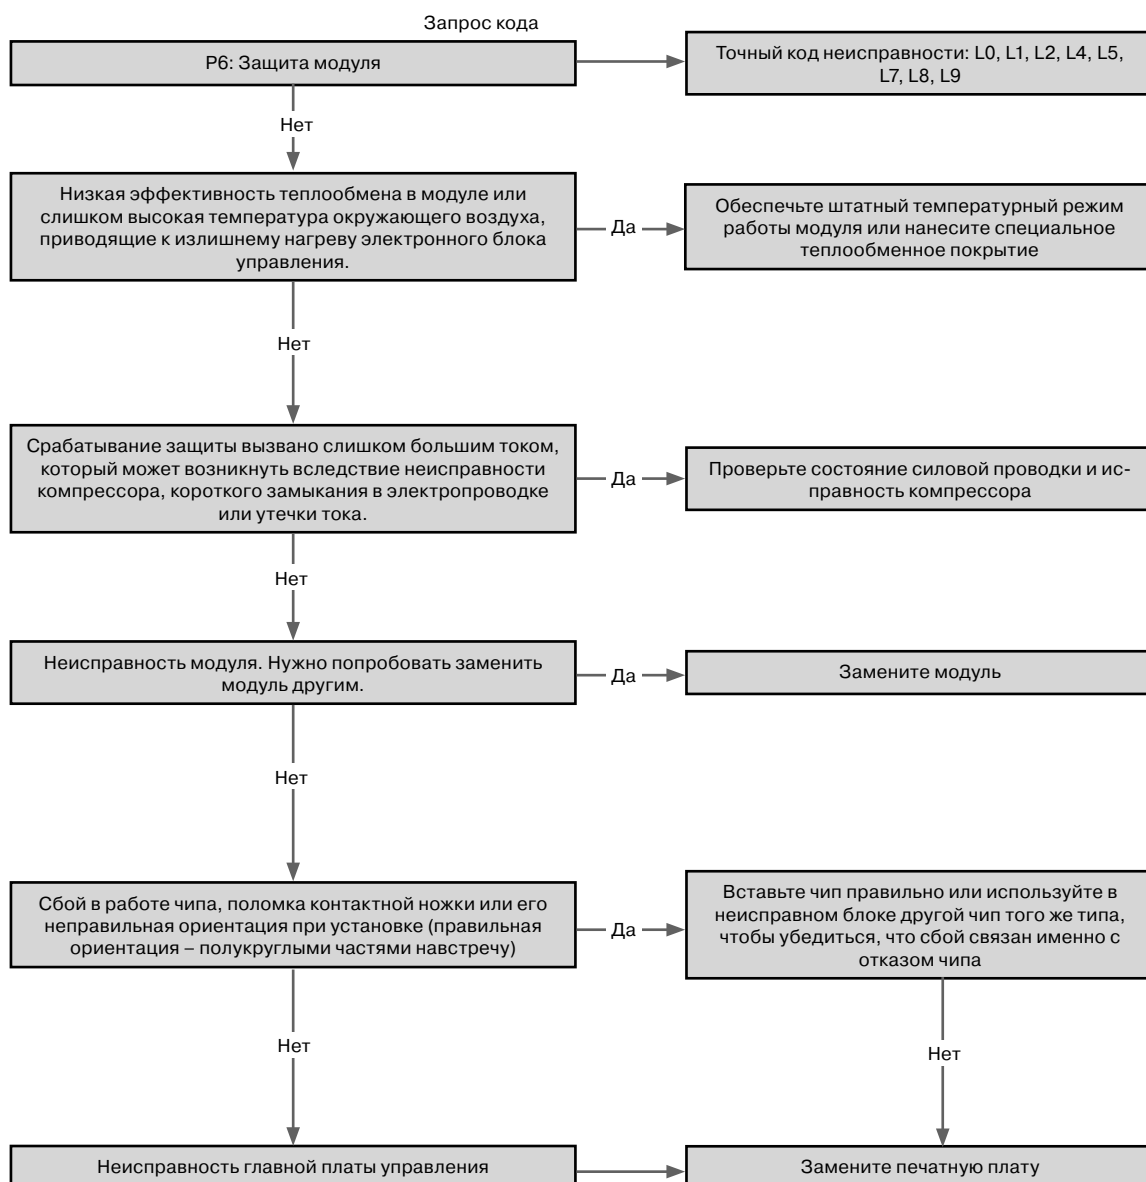 Запрос кода
P6: Защита модуля
Точный код неисправности: L0, L1, L2, L4, L5,
L7, L8, L9
Нет
Низкая эффективность теплообмена в модуле или
слишком высокая температура окружающего воздуха,
приводящие к излишнему нагреву электронного блока
управления.
Да
Обеспечьте штатный температурный режим
работы модуля или нанесите специальное
теплообменное покрытие
Нет
Срабатывание защиты вызвано слишком большим током,
который может возникнуть вследствие неисправности
компрессора, короткого замыкания в электропроводке
или утечки тока.
Да
Проверьте состояние силовой проводки и ис-
правность компрессора
Нет
Неисправность модуля. Нужно попробовать заменить
модуль другим.
Да
Замените модуль
Нет
Сбой в работе чипа, поломка контактной ножки или его
неправильная ориентация при установке (правильная
ориентация – полукруглыми частями навстречу)
Да
Вставьте чип правильно или используйте в
неисправном блоке другой чип того же типа,
чтобы убедиться, что сбой связан именно с
отказом чипа
Нет
Нет
Неисправность главной платы управления
Замените печатную плату